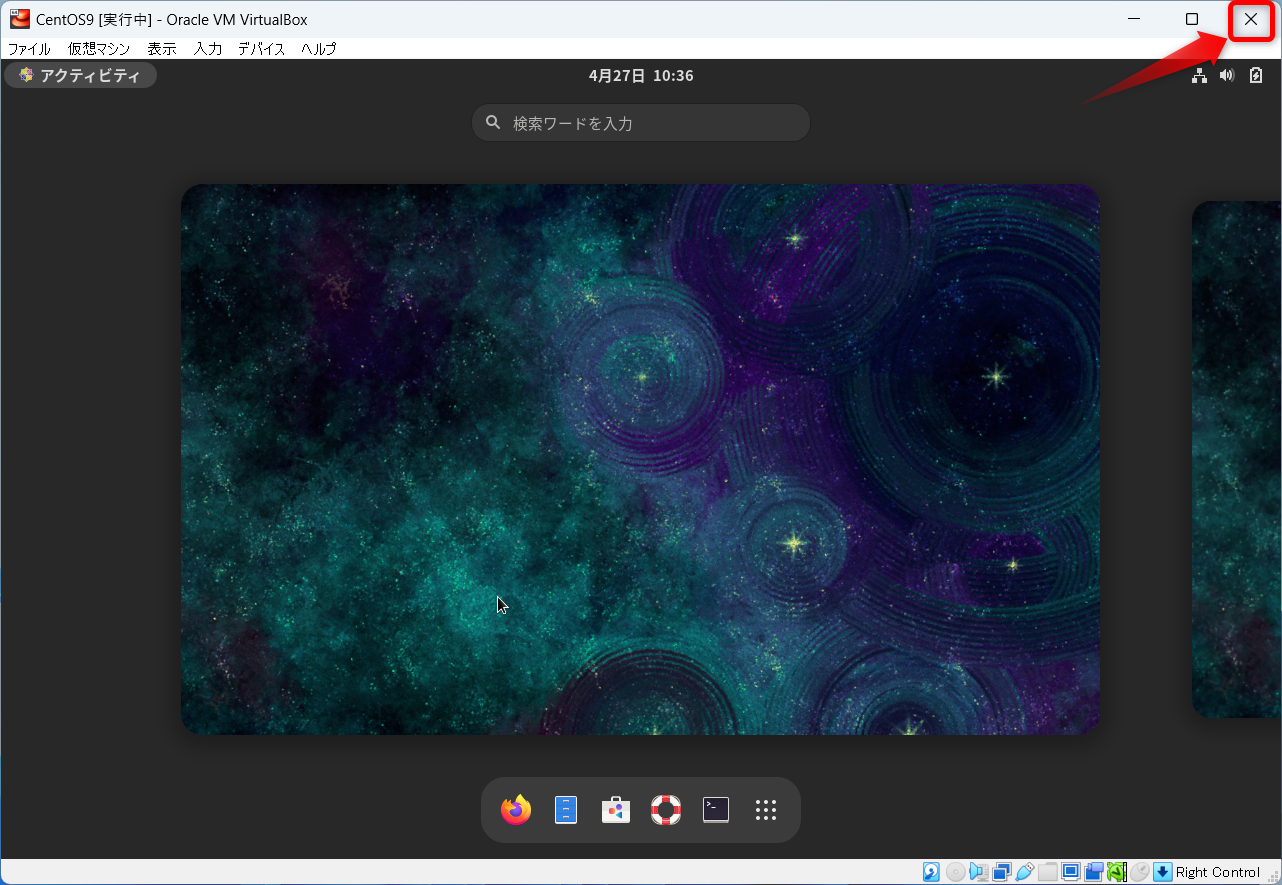 CentOS9 [実行中] - Oracle VM VirtualBox
ファイル 仮想マシン 表示 入力 デバイス ヘルプ
アクティビティ 4月27日 10:36
検索ワードを入力
Right Control